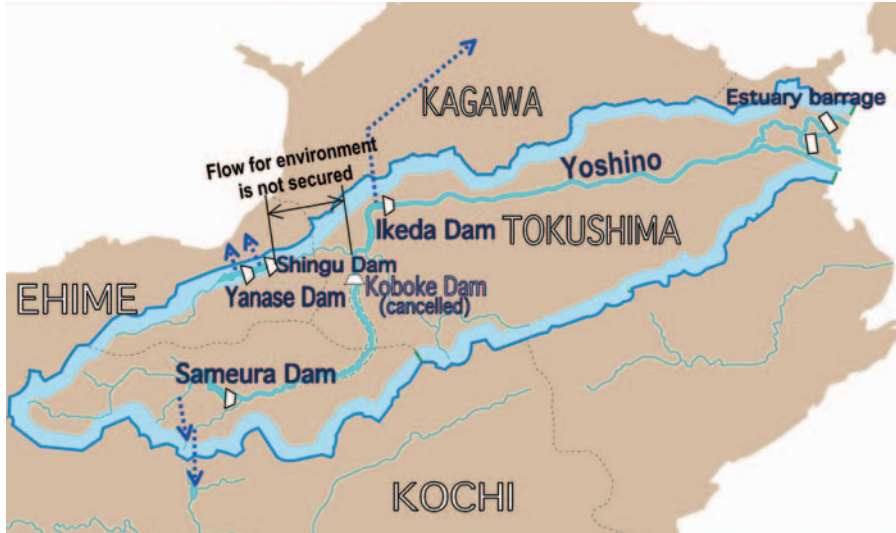 KAGAWA
Estuary barrage
Flow for environment
is not secured
Yoshino
Ikeda Dam
TOKUSHIMA
Shingu Dam
EHIME
Yanase Dam
Koboke Dam
(cancelled)
Sameura Dam
KOCHI